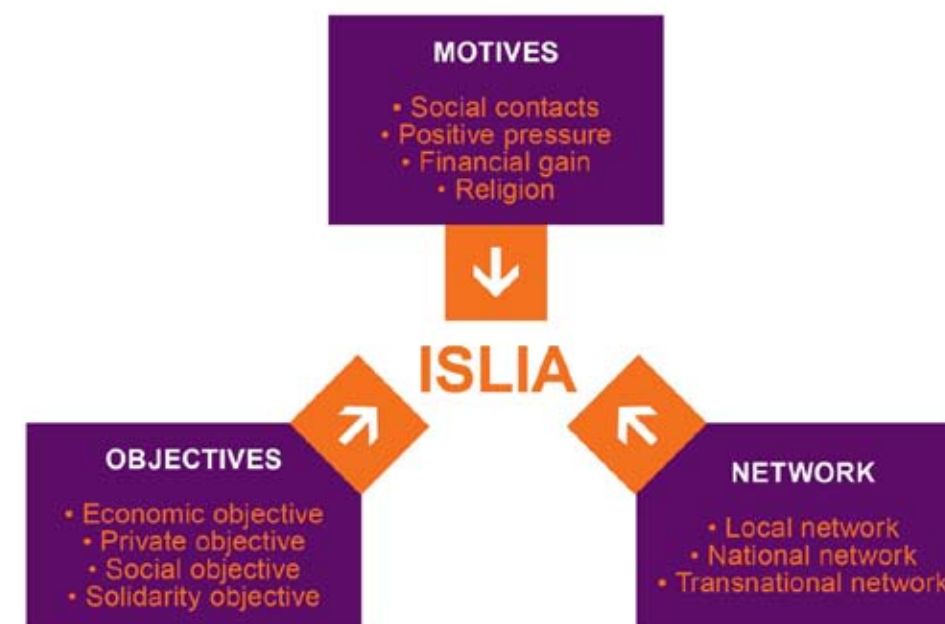 MOTIVES
• Social contacts
• Positive pressure
• Financial gain
• Religion
ISLIA
OBJECTIVES
• Economic objective
• Private objective
• Social objective
• Solidarity objective
NETWORK
• Local network
• National network
• Transnational network